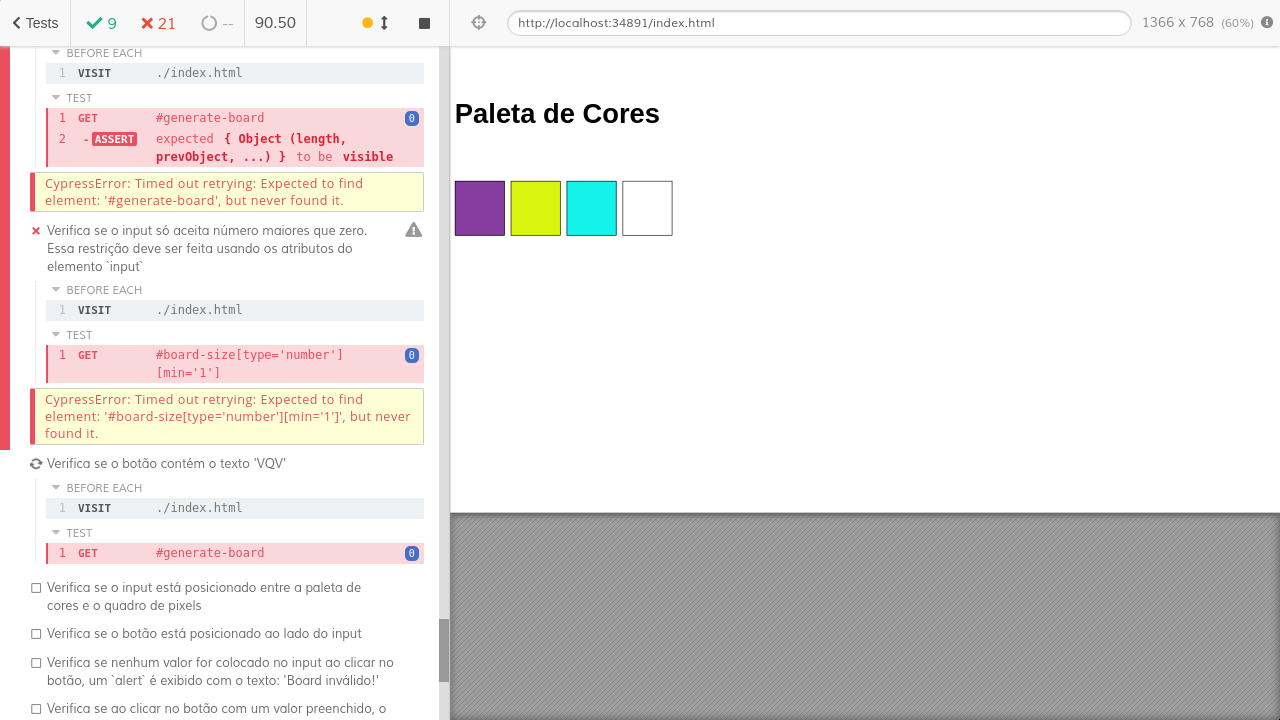 Tests 9 21 -- 90.50
http://localhost:34891/index.html
1366 x 768 (60%)
BEFORE EACH
1 VISIT ./index.html
TEST
1 GET #generate-board 0
2 - ASSERT expected { Object (length,
prevObject, ...) } to be visible
CypressError: Timed out retrying: Expected to find
element: '#generate-board', but never found it.
Verifica se o input só aceita número maiores que zero.
Essa restrição deve ser feita usando os atributos do
elemento `input`
BEFORE EACH
1 VISIT ./index.html
TEST
1 GET #board-size[type='number'] 0
[min='1']
CypressError: Timed out retrying: Expected to find
element: '#board-size[type='number'][min='1']', but never
found it.
Verifica se o botão contém o texto 'VQV'
BEFORE EACH
1 VISIT ./index.html
TEST
1 GET #generate-board 0
Verifica se o input está posicionado entre a paleta de
cores e o quadro de pixels
Verifica se o botão está posicionado ao lado do input
Verifica se nenhum valor for colocado no input ao clicar no
botão, um `alert` é exibido com o texto: 'Board inválido!'
Verifica se ao clicar no botão com um valor preenchido, o
Paleta de Cores